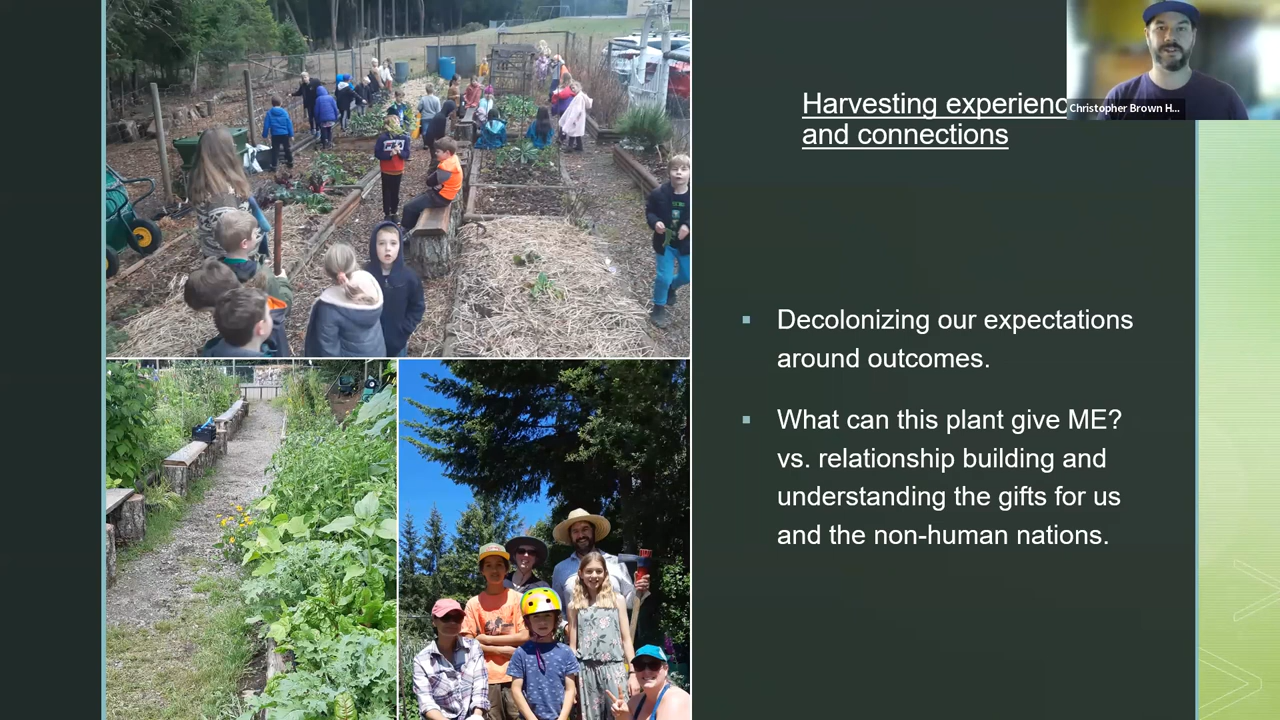 Harvesting experienc
and connections
Christopher Brown H...
Decolonizing our expectations
around outcomes.
What can this plant give ME?
vs. relationship building and
understanding the gifts for us
and the non-human nations.